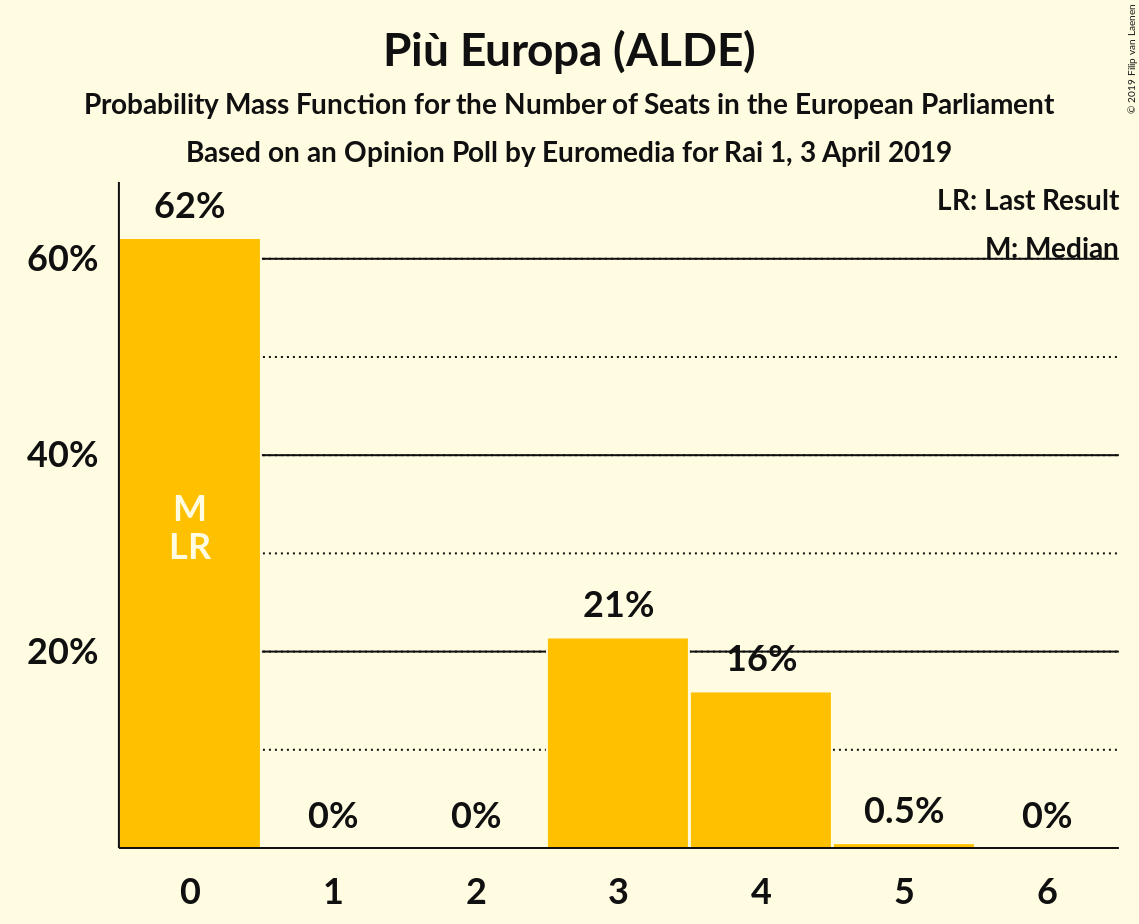 Più Europa (ALDE)
Probability Mass Function for the Number of Seats in the European Parliament
Based on an Opinion Poll by Euromedia for Rai 1, 3 April 2019
© 2019 Filip van Laenen
LR: Last Result
M: Median
62%
60%
40%
M
LR
21%
20%
16%
0%
0%
0.5%
0%
0
1
2
3
4
5
6